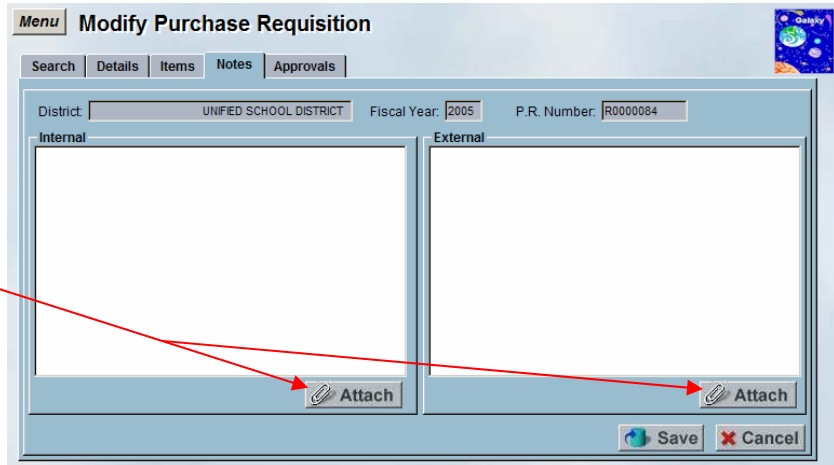 Menu Modify Purchase Requisition
Galaxy
Search Details Items Notes Approvals
District: UNIFIED SCHOOL DISTRICT Fiscal Year: 2005 P.R. Number: R0000084
Internal External
Attach Attach
Save Cancel